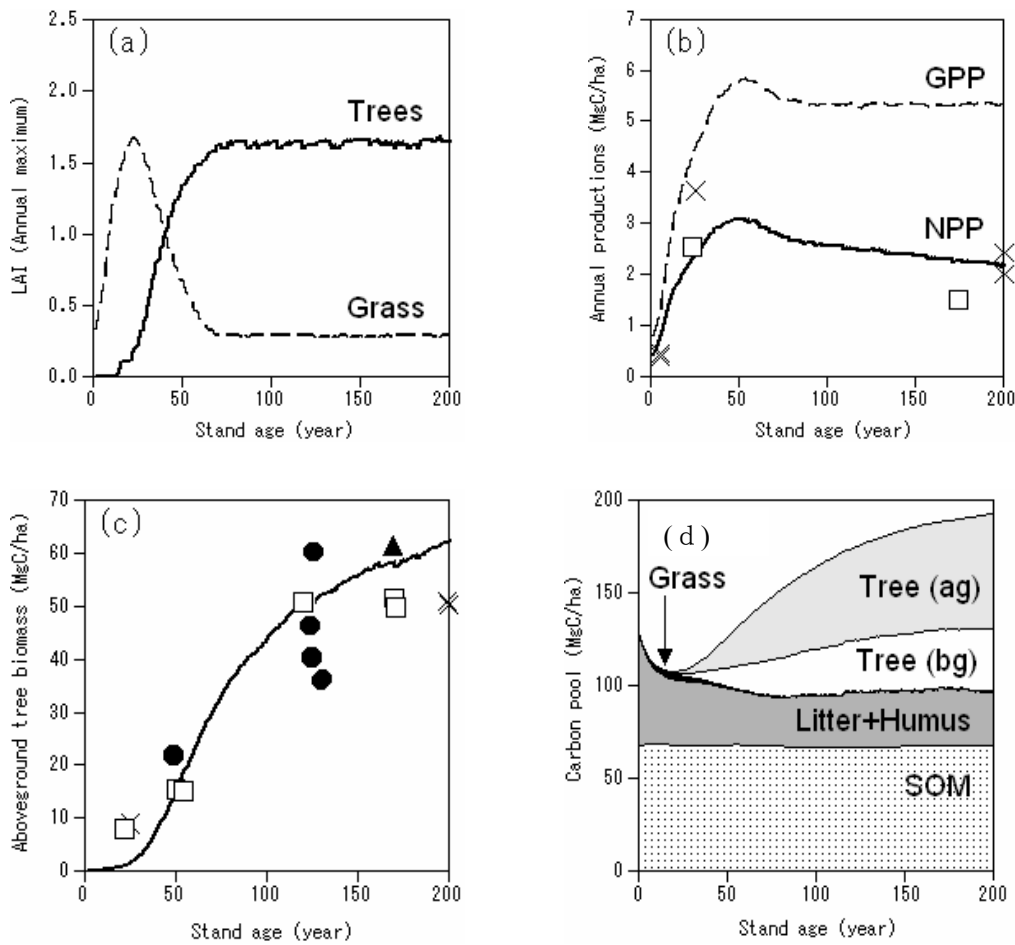 (a)
2.5
2.0
1.5
1.0
0.5
0.0
LAI (Annual maximum)
Trees
Grass
0 50 100 150 200
Stand age (year)
(b)
7
6
5
4
3
2
1
0
Annual productions (MgC/ha)
GPP
NPP
0 50 100 150 200
Stand age (year)
(c)
70
60
50
40
30
20
10
0
Aboveground tree biomass (MgC/ha)
0 50 100 150 200
Stand age (year)
(d)
200
150
100
50
0
Carbon pool (MgC/ha)
Grass
Tree (ag)
Tree (bg)
Litter+Humus
SOM
0 50 100 150 200
Stand age (year)